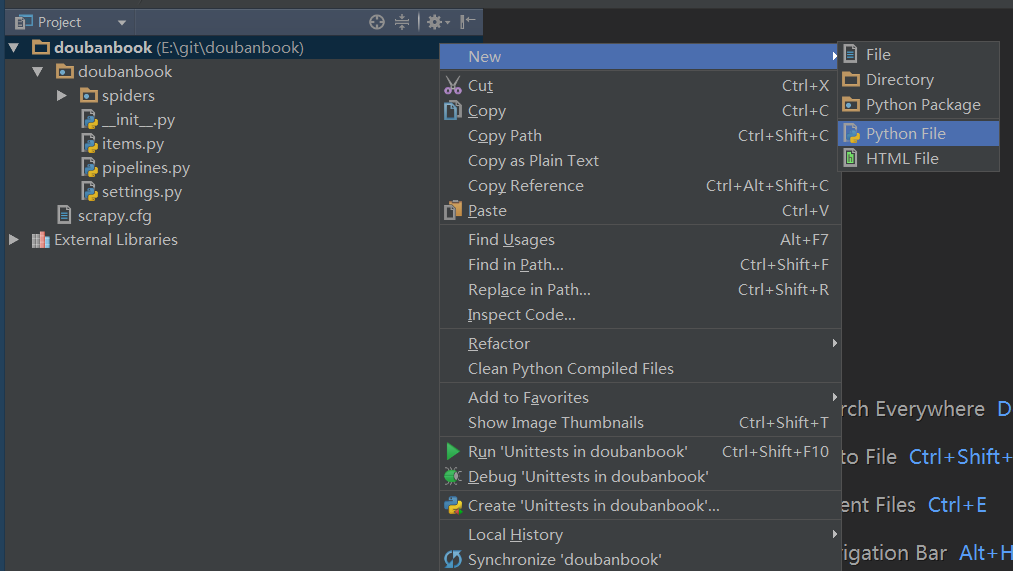 Project
doubanbook (E:\git\doubanbook)
doubanbook
spiders
__init__.py
items.py
pipelines.py
settings.py
scrapy.cfg
External Libraries
New
Cut Ctrl+X
Copy Ctrl+C
Copy Path Ctrl+Shift+C
Copy as Plain Text
Copy Reference Ctrl+Alt+Shift+C
Paste Ctrl+V
Find Usages Alt+F7
Find in Path... Ctrl+Shift+F
Replace in Path... Ctrl+Shift+R
Inspect Code...
Refactor
Clean Python Compiled Files
Add to Favorites
Show Image Thumbnails Ctrl+Shift+T
Run 'Unittests in doubanbook' Ctrl+Shift+F10
Debug 'Unittests in doubanbook'
Create 'Unittests in doubanbook'...
Local History
Synchronize 'doubanbook'
File
Directory
Python Package
Python File
HTML File
rch Everywhere D
to File Ctrl+Shift+
ent Files Ctrl+E
igation Bar Alt+H